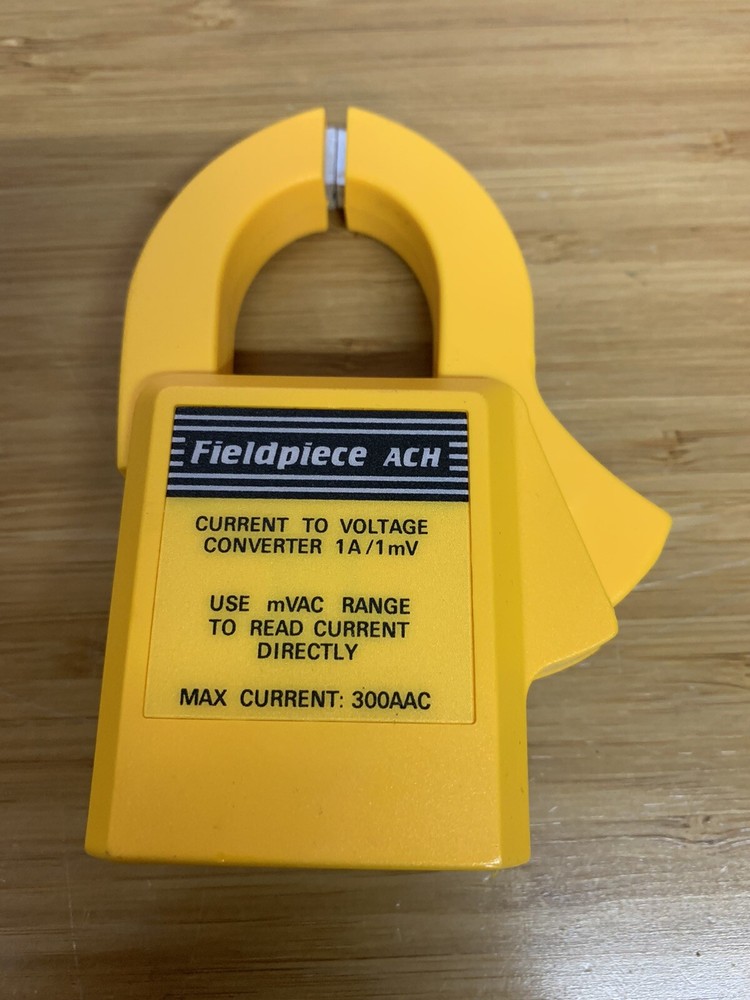 Fieldpiece ACH
CURRENT TO VOLTAGE
CONVERTER 1A/1mV
USE mVAC RANGE
TO READ CURRENT
DIRECTLY
MAX CURRENT: 300AAC